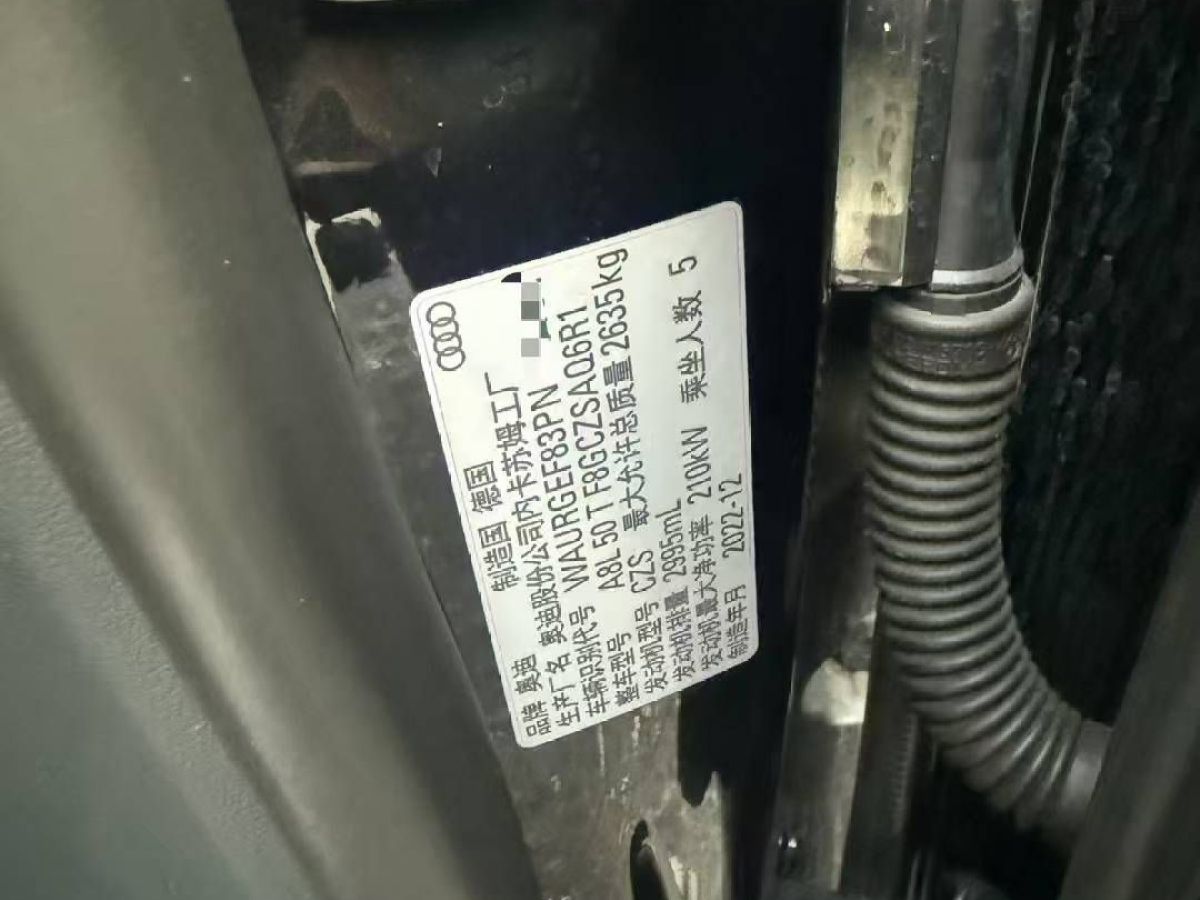 品牌 奥迪 制造国 德国
生产厂名 奥迪股份公司内卡苏姆工厂
车辆识别代号 WAURGEF83PN
整车型号 A8L 50 TF8GCZSAQ6R1
发动机型号 CZS 最大允许总质量 2635kg
发动机排量 2995mL
发动机最大净功率 210kW 乘坐人数 5
制造年月 2022-12